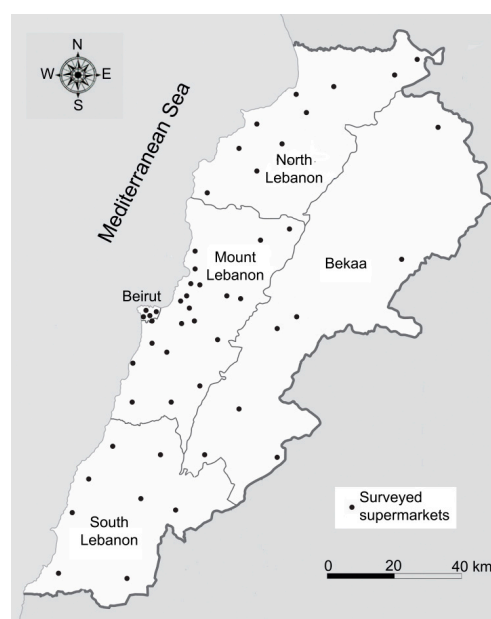 N
W E
S
Mediterranean Sea
North
Lebanon
Mount
Lebanon
Bekaa
Beirut
Surveyed
supermarkets
South
Lebanon
0 20 40 km